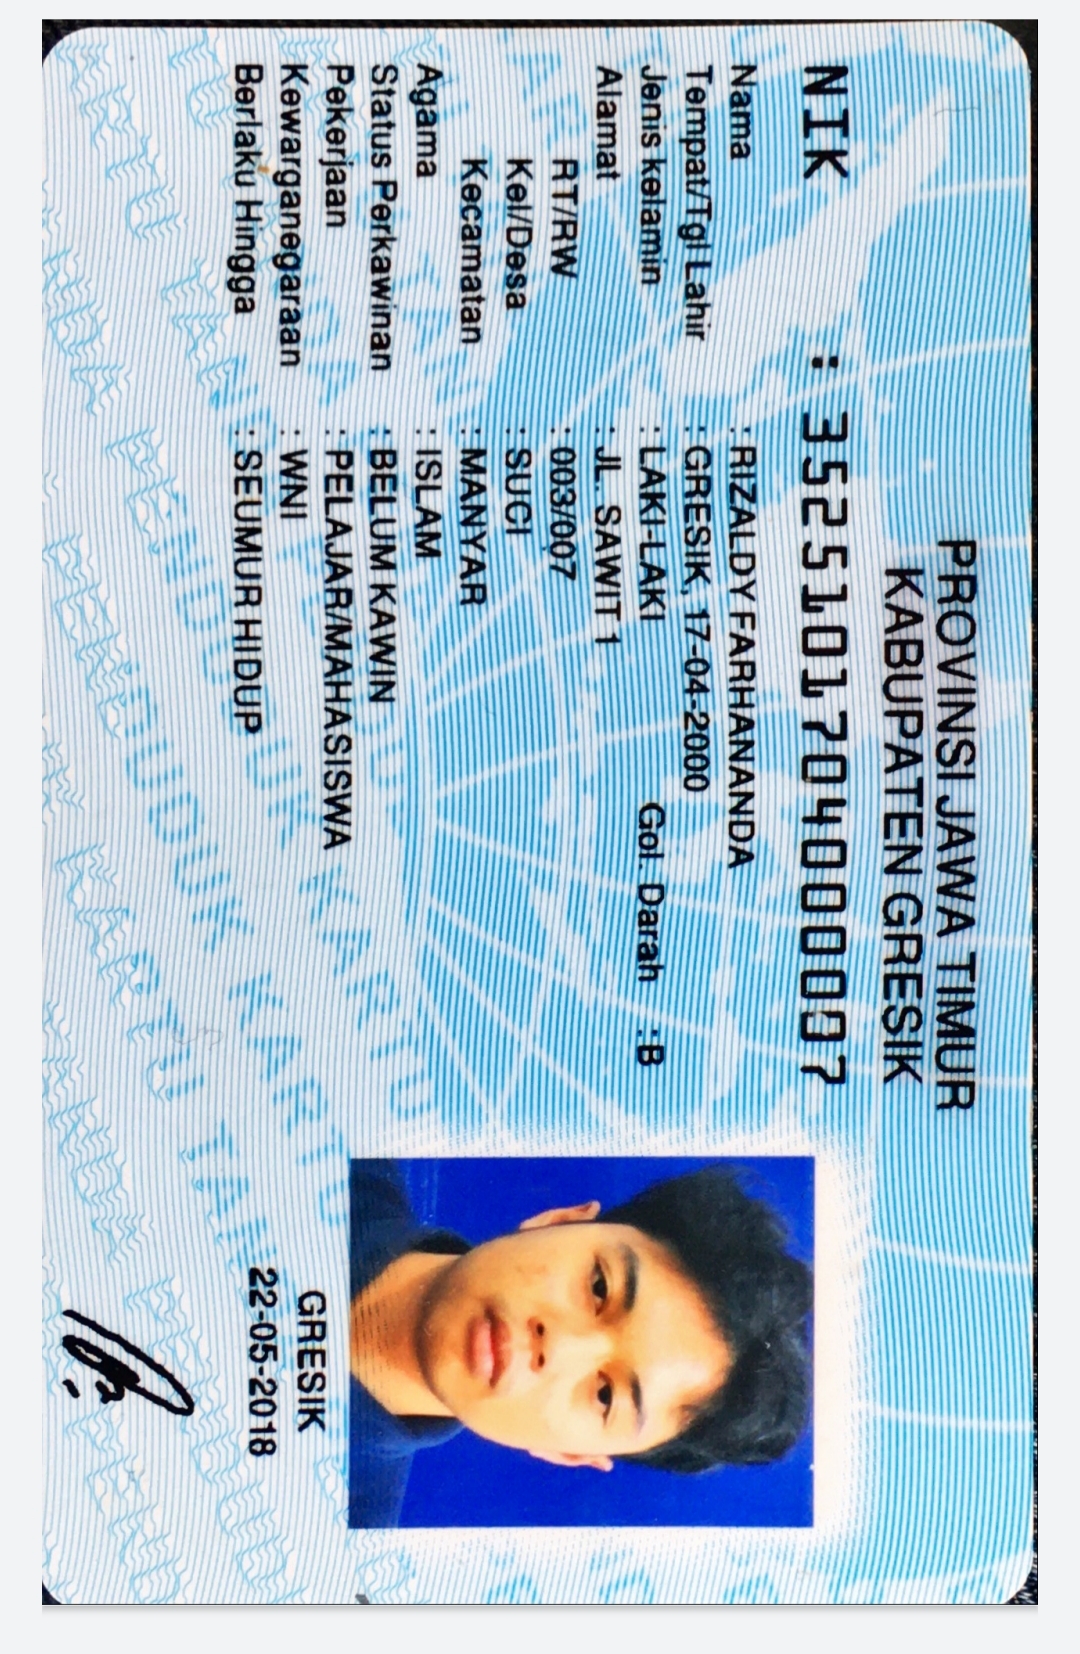 PROVINSI JAWA TIMUR
KABUPATEN GRESIK
NIK : 3525101704000007
Nama : RIZALDY FARHANANDA
Tempat/Tgl Lahir : GRESIK, 17-04-2000
Jenis kelamin : LAKI-LAKI Gol. Darah : B
Alamat : JL. SAWIT 1
RT/RW : 003/007
Kel/Desa : SUCI
Kecamatan : MANYAR
Agama : ISLAM
Status Perkawinan : BELUM KAWIN
Pekerjaan : PELAJAR/MAHASISWA
Kewarganegaraan : WNI
Berlaku Hingga : SEUMUR HIDUP
GRESIK
22-05-2018